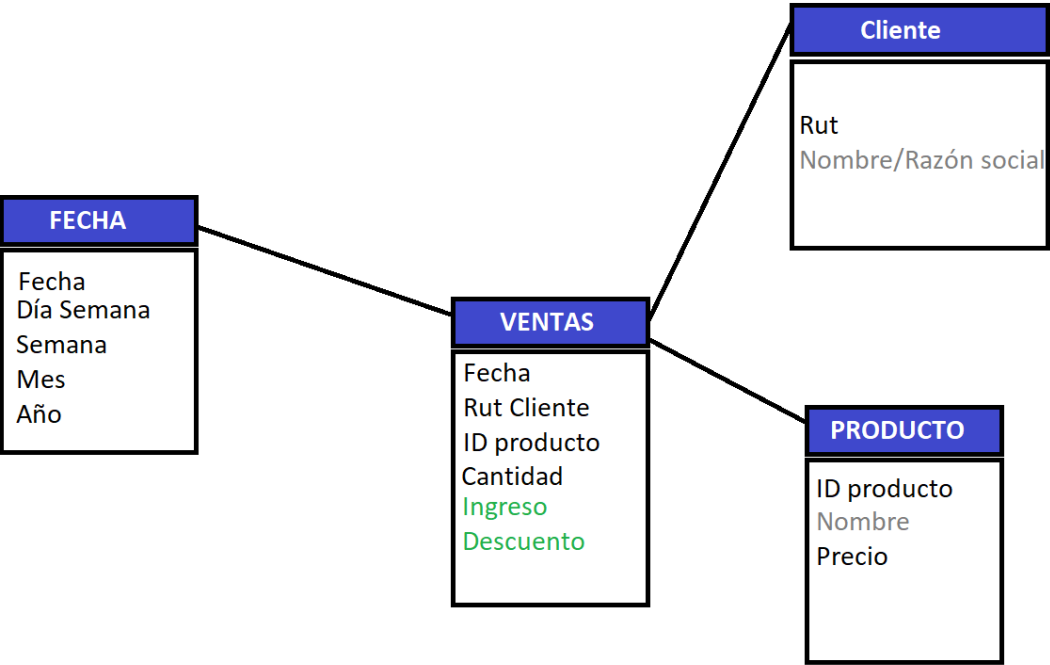 Cliente
Rut
Nombre/Razón social
FECHA
Fecha
Día Semana
Semana
Mes
Año
VENTAS
Fecha
Rut Cliente
ID producto
Cantidad
Ingreso
Descuento
PRODUCTO
ID producto
Nombre
Precio